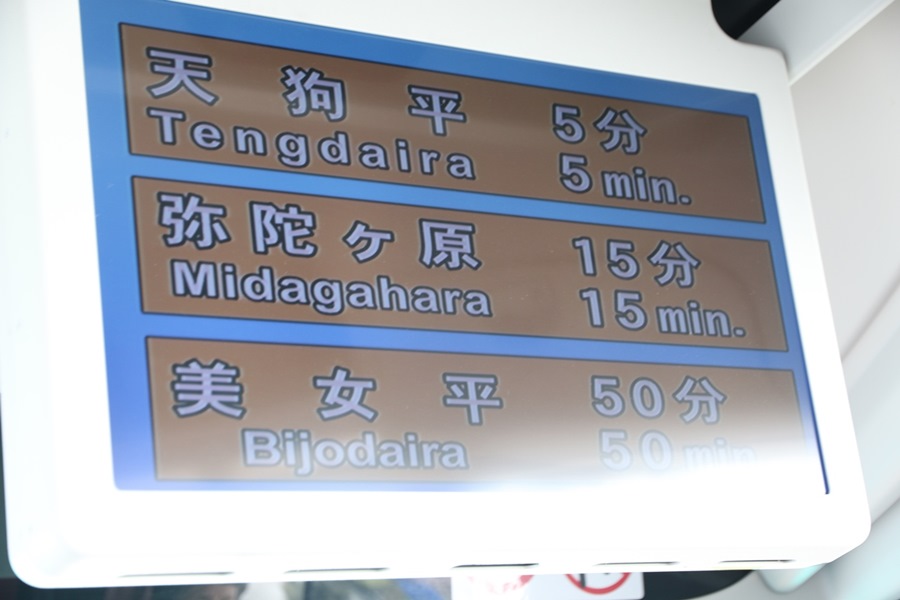 天狗平 5分
Tengdaira 5 min.
弥陀ヶ原 15分
Midagahara 15 min.
美女平 50分
Bijodaira 50 min